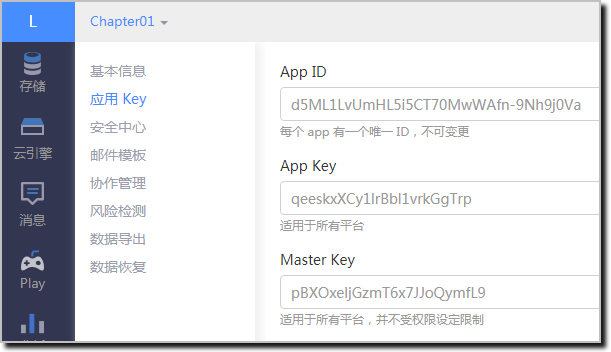 L
Chapter01
存储
云引擎
消息
Play
基本信息
应用 Key
安全中心
邮件模板
协作管理
风险检测
数据导出
数据恢复
App ID
d5ML1LvUmHL5i5CT70MwWAfn-9Nh9j0Va
每个 app 有一个唯一 ID，不可变更
App Key
qeeskxXCy1lrBbl1vrkGgTrp
适用于所有平台
Master Key
pBXOxeljGzmT6x7JJoQymfL9
适用于所有平台，并不受权限设定限制